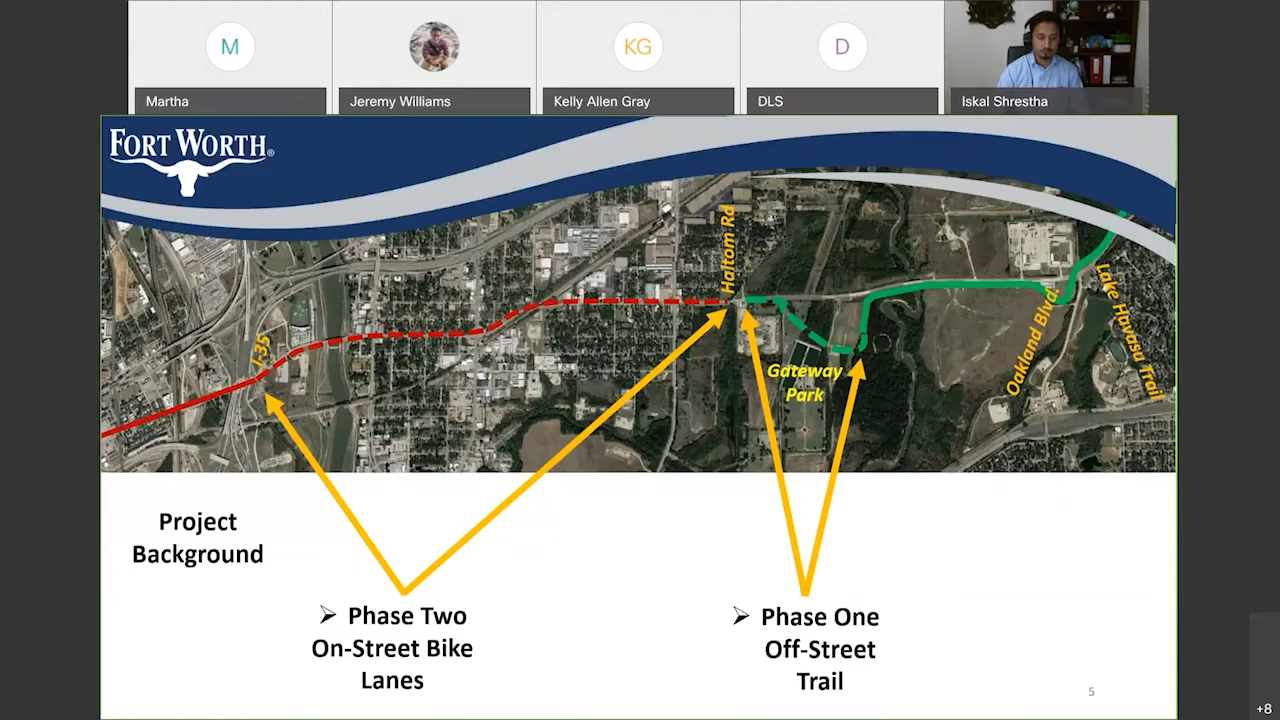 M
KG
D
Martha
Jeremy Williams
Kelly Allen Gray
DLS
Iskal Shrestha
FORT WORTH®
I-35
Haltom Rd
Gateway
Park
Oakland Blvd.
Lake Havasu Trail
Project
Background
➢ Phase Two
On-Street Bike
Lanes
➢ Phase One
Off-Street
Trail
5
+8